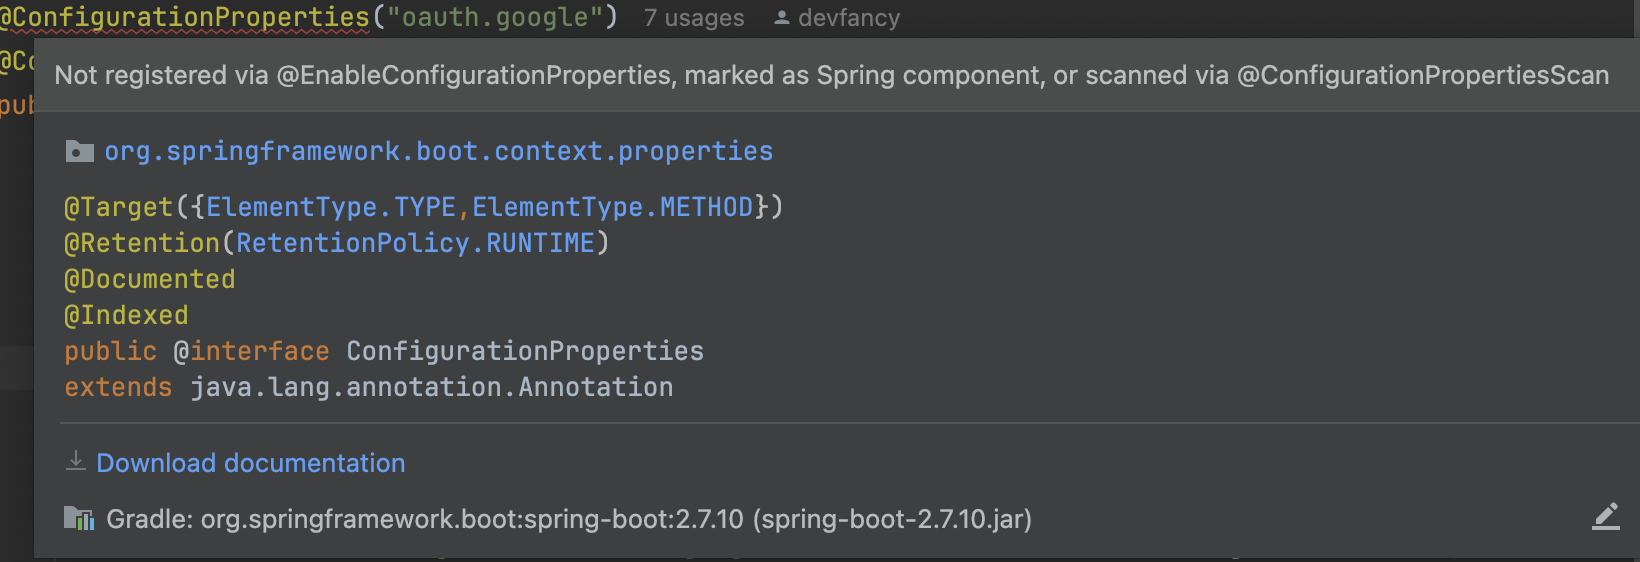 @ConfigurationProperties("oauth.google") 7 usages devfancy
@Co
Not registered via @EnableConfigurationProperties, marked as Spring component, or scanned via @ConfigurationPropertiesScan
pub
org.springframework.boot.context.properties
@Target({ElementType.TYPE,ElementType.METHOD})
@Retention(RetentionPolicy.RUNTIME)
@Documented
@Indexed
public @interface ConfigurationProperties
extends java.lang.annotation.Annotation
Download documentation
Gradle: org.springframework.boot:spring-boot:2.7.10 (spring-boot-2.7.10.jar)